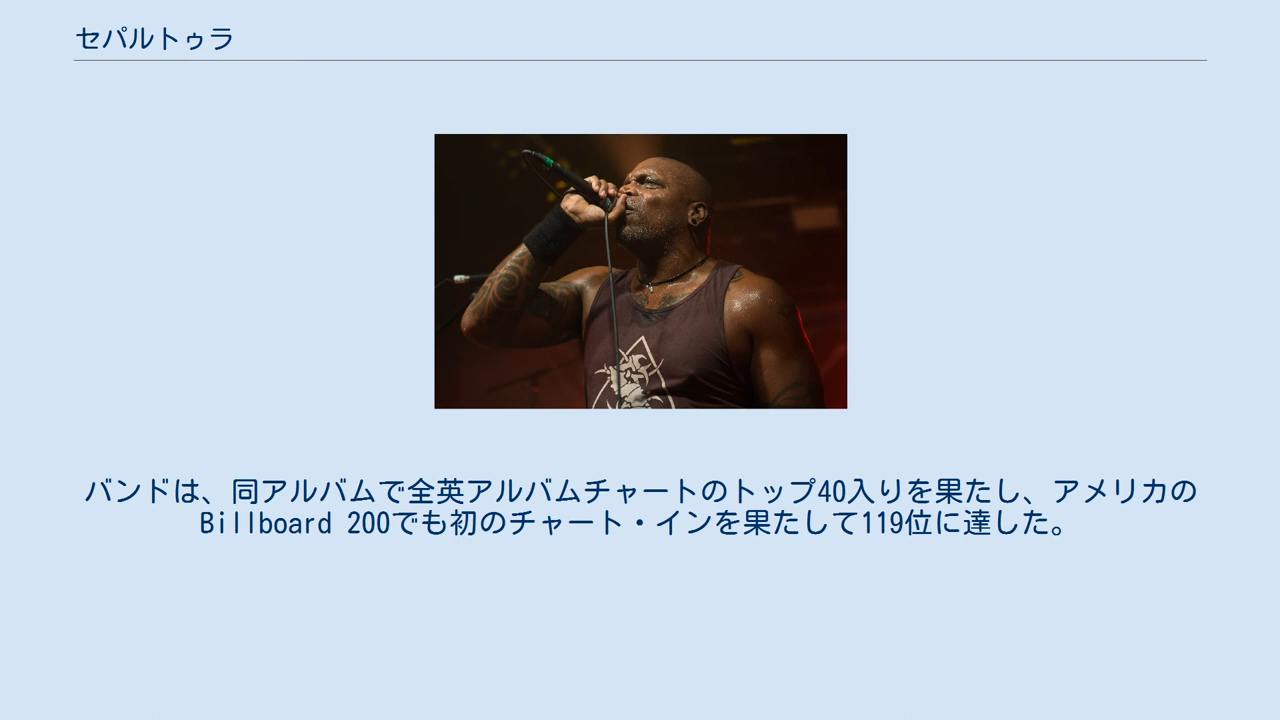 セパルトゥラ
バンドは、同アルバムで全英アルバムチャートのトップ40入りを果たし、アメリカの
Billboard 200でも初のチャート・インを果たして119位に達した。